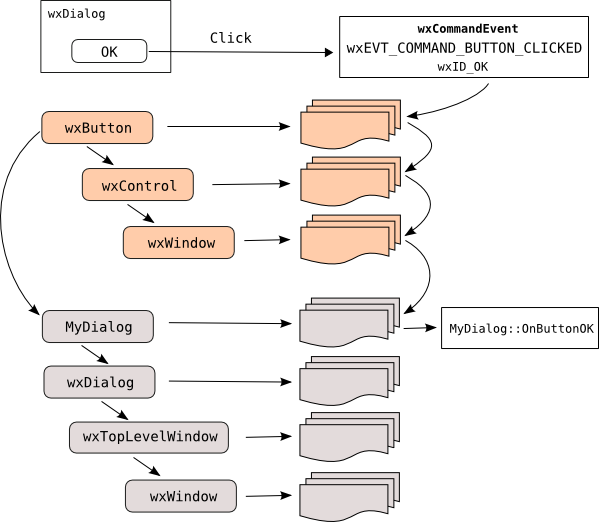 wxDialog
OK
Click
wxCommandEvent
wxEVT_COMMAND_BUTTON_CLICKED
wxID_OK
wxButton
wxControl
wxWindow
MyDialog
MyDialog::OnButtonOK
wxDialog
wxTopLevelWindow
wxWindow